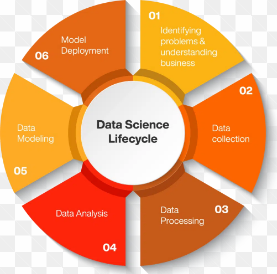 01
Identifying
problems &
understanding
business
02
Data
collection
03
Data
Processing
04
Data Analysis
05
Data
Modeling
06
Model
Deployment
Data Science
Lifecycle